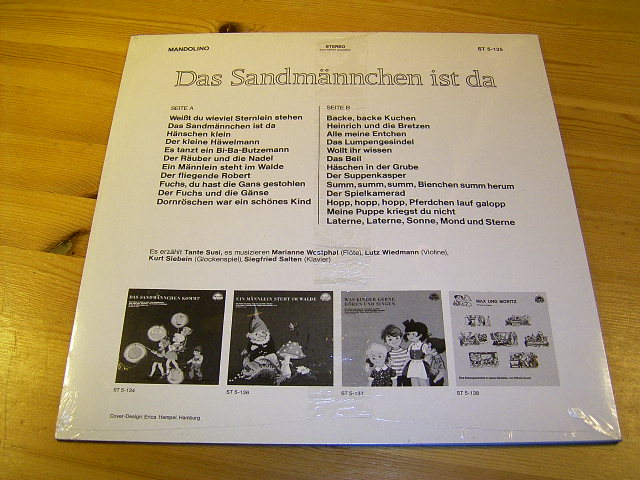 MANDOLINO
STEREO
ST 5-135
Das Sandmännchen ist da
SEITE A
Weißt du wieviel Sternlein stehen
Das Sandmännchen ist da
Hänschen klein
Der kleine Häwelmann
Es tanzt ein Bi-Ba-Butzemann
Der Räuber und die Nadel
Ein Männlein steht im Walde
Der fliegende Robert
Fuchs, du hast die Gans gestohlen
Der Fuchs und die Gänse
Dornröschen war ein schönes Kind
SEITE B
Backe, backe Kuchen
Heinrich und die Bretzen
Alle meine Entchen
Das Lumpengesindel
Wollt ihr wissen
Das Beil
Häschen in der Grube
Der Suppenkasper
Summ, summ, summ, Bienchen summ herum
Der Spielkamerad
Hopp, hopp, hopp, Pferdchen lauf galopp
Meine Puppe kriegst du nicht
Laterne, Laterne, Sonne, Mond und Sterne
Es erzählt Tante Susi, es musizieren Marianne Westphal (Flöte), Lutz Wiedmann (Violine),
Kurt Siebein (Glockenspiel), Siegfried Salten (Klavier)
DAS SANDMÄNNCHEN KOMMT
EIN MÄNNLEIN STEHT IM WALDE
WAS KINDER GERNE
HÖREN UND SINGEN
MAX UND MORITZ
ST 5-134
ST 5-136
ST 5-137
ST 5-138
Cover-Design: Erica Hempel, Hamburg